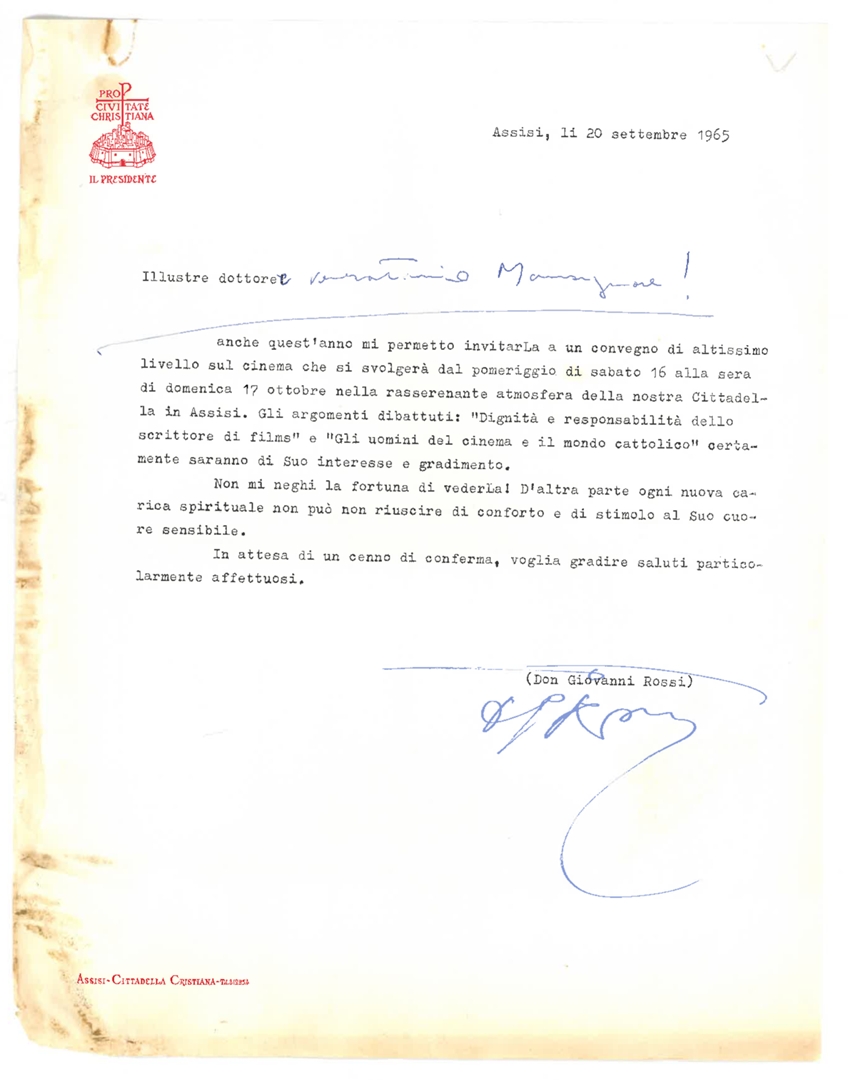 PRO
CIVITATE
CHRISTIANA
IL PRESIDENTE
Assisi, li 20 settembre 1965
Illustre dottore e veneratissimo Monsignore!
anche quest'anno mi permetto invitarLa a un convegno di altissimo
livello sul cinema che si svolgerà dal pomeriggio di sabato 16 alla sera
di domenica 17 ottobre nella rasserenante atmosfera della nostra Cittadel-
la in Assisi. Gli argomenti dibattuti: "Dignità e responsabilità dello
scrittore di films" e "Gli uomini del cinema e il mondo cattolico" certa-
mente saranno di Suo interesse e gradimento.
Non mi neghi la fortuna di vederLa! D'altra parte ogni nuova ca-
rica spirituale non può non riuscire di conforto e di stimolo al Suo cuo-
re sensibile.
In attesa di un cenno di conferma, voglia gradire saluti partico-
larmente affettuosi.
(Don Giovanni Rossi)
ASSISI-CITTADELLA CRISTIANA-